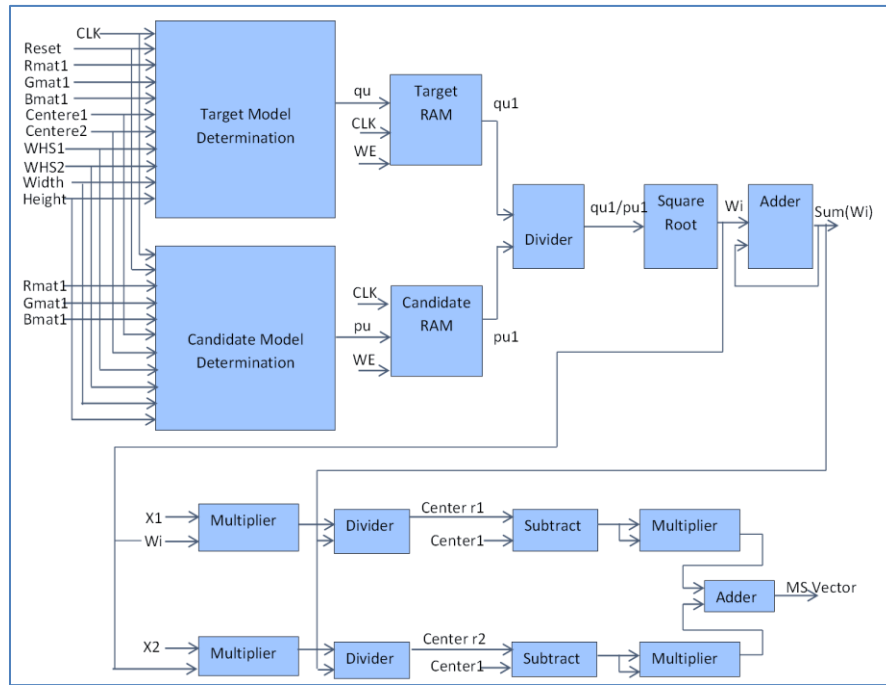 CLK
Reset
Rmat1
Gmat1
Bmat1
Centere1
Centere2
WHS1
WHS2
Width
Height
Target Model
Determination
qu
CLK
WE
Target
RAM
qu1
Rmat1
Gmat1
Bmat1
Candidate Model
Determination
CLK
pu
WE
Candidate
RAM
pu1
Divider
qu1/pu1
Square
Root
Wi
Adder
Sum(Wi)
X1
Wi
Multiplier
Divider
Center r1
Center1
Subtract
Multiplier
Adder
MS Vector
X2
Multiplier
Divider
Center r2
Center1
Subtract
Multiplier